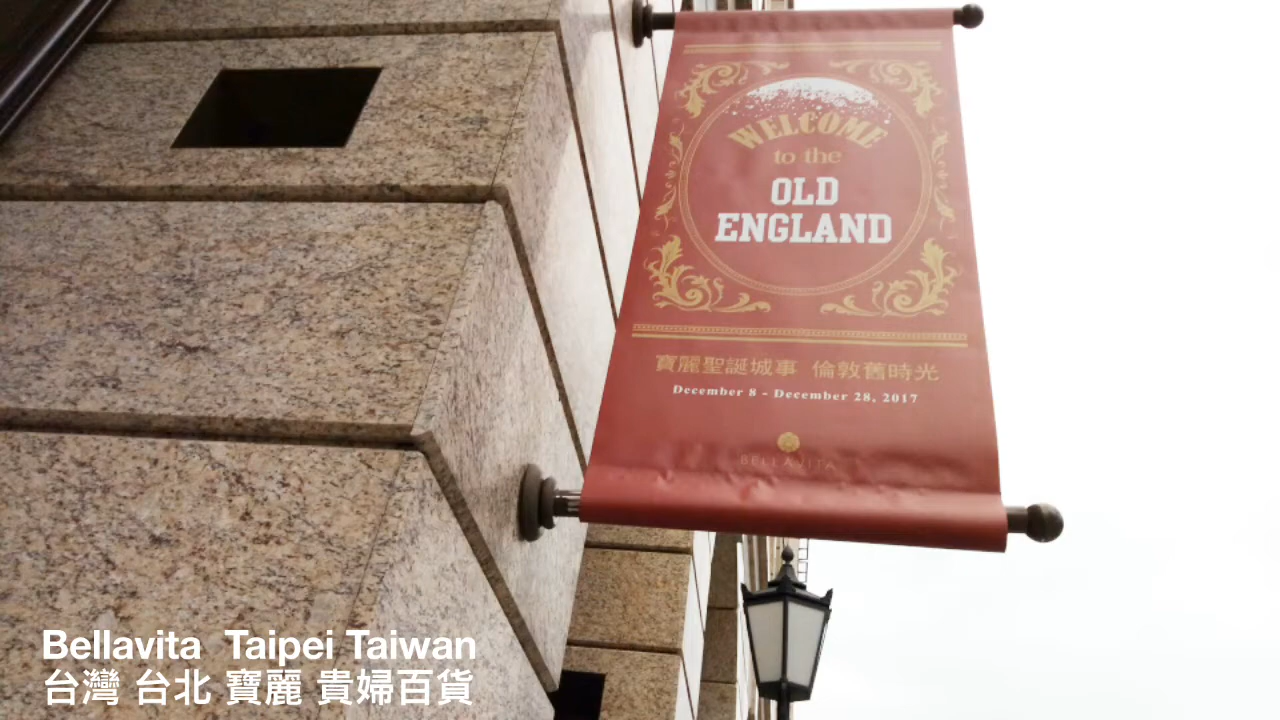 WELCOME
to the
OLD
ENGLAND
寶麗聖誕城事 倫敦舊時光
December 8 - December 28, 2017
BELLAVITA
Bellavita Taipei Taiwan
台灣 台北 寶麗 貴婦百貨